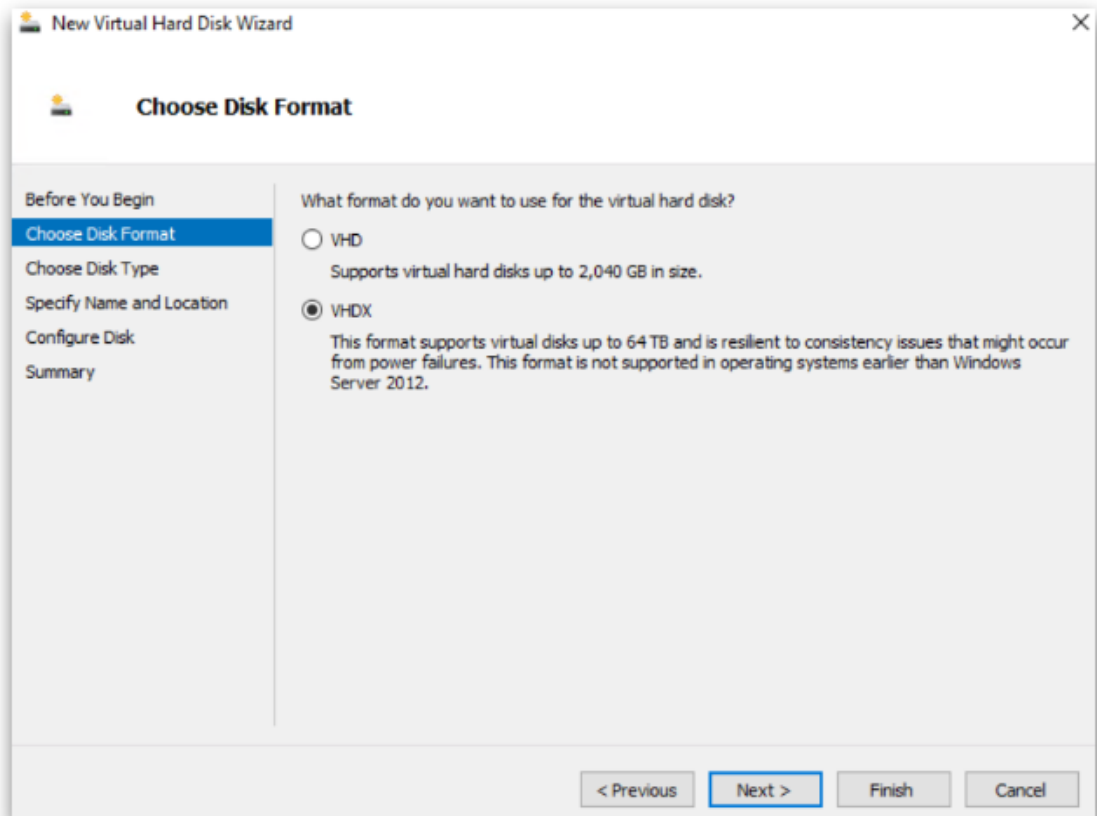 New Virtual Hard Disk Wizard
Choose Disk Format
Before You Begin
Choose Disk Format
Choose Disk Type
Specify Name and Location
Configure Disk
Summary
What format do you want to use for the virtual hard disk?
VHD
Supports virtual hard disks up to 2,040 GB in size.
VHDX
This format supports virtual disks up to 64 TB and is resilient to consistency issues that might occur
from power failures. This format is not supported in operating systems earlier than Windows
Server 2012.
< Previous
Next >
Finish
Cancel